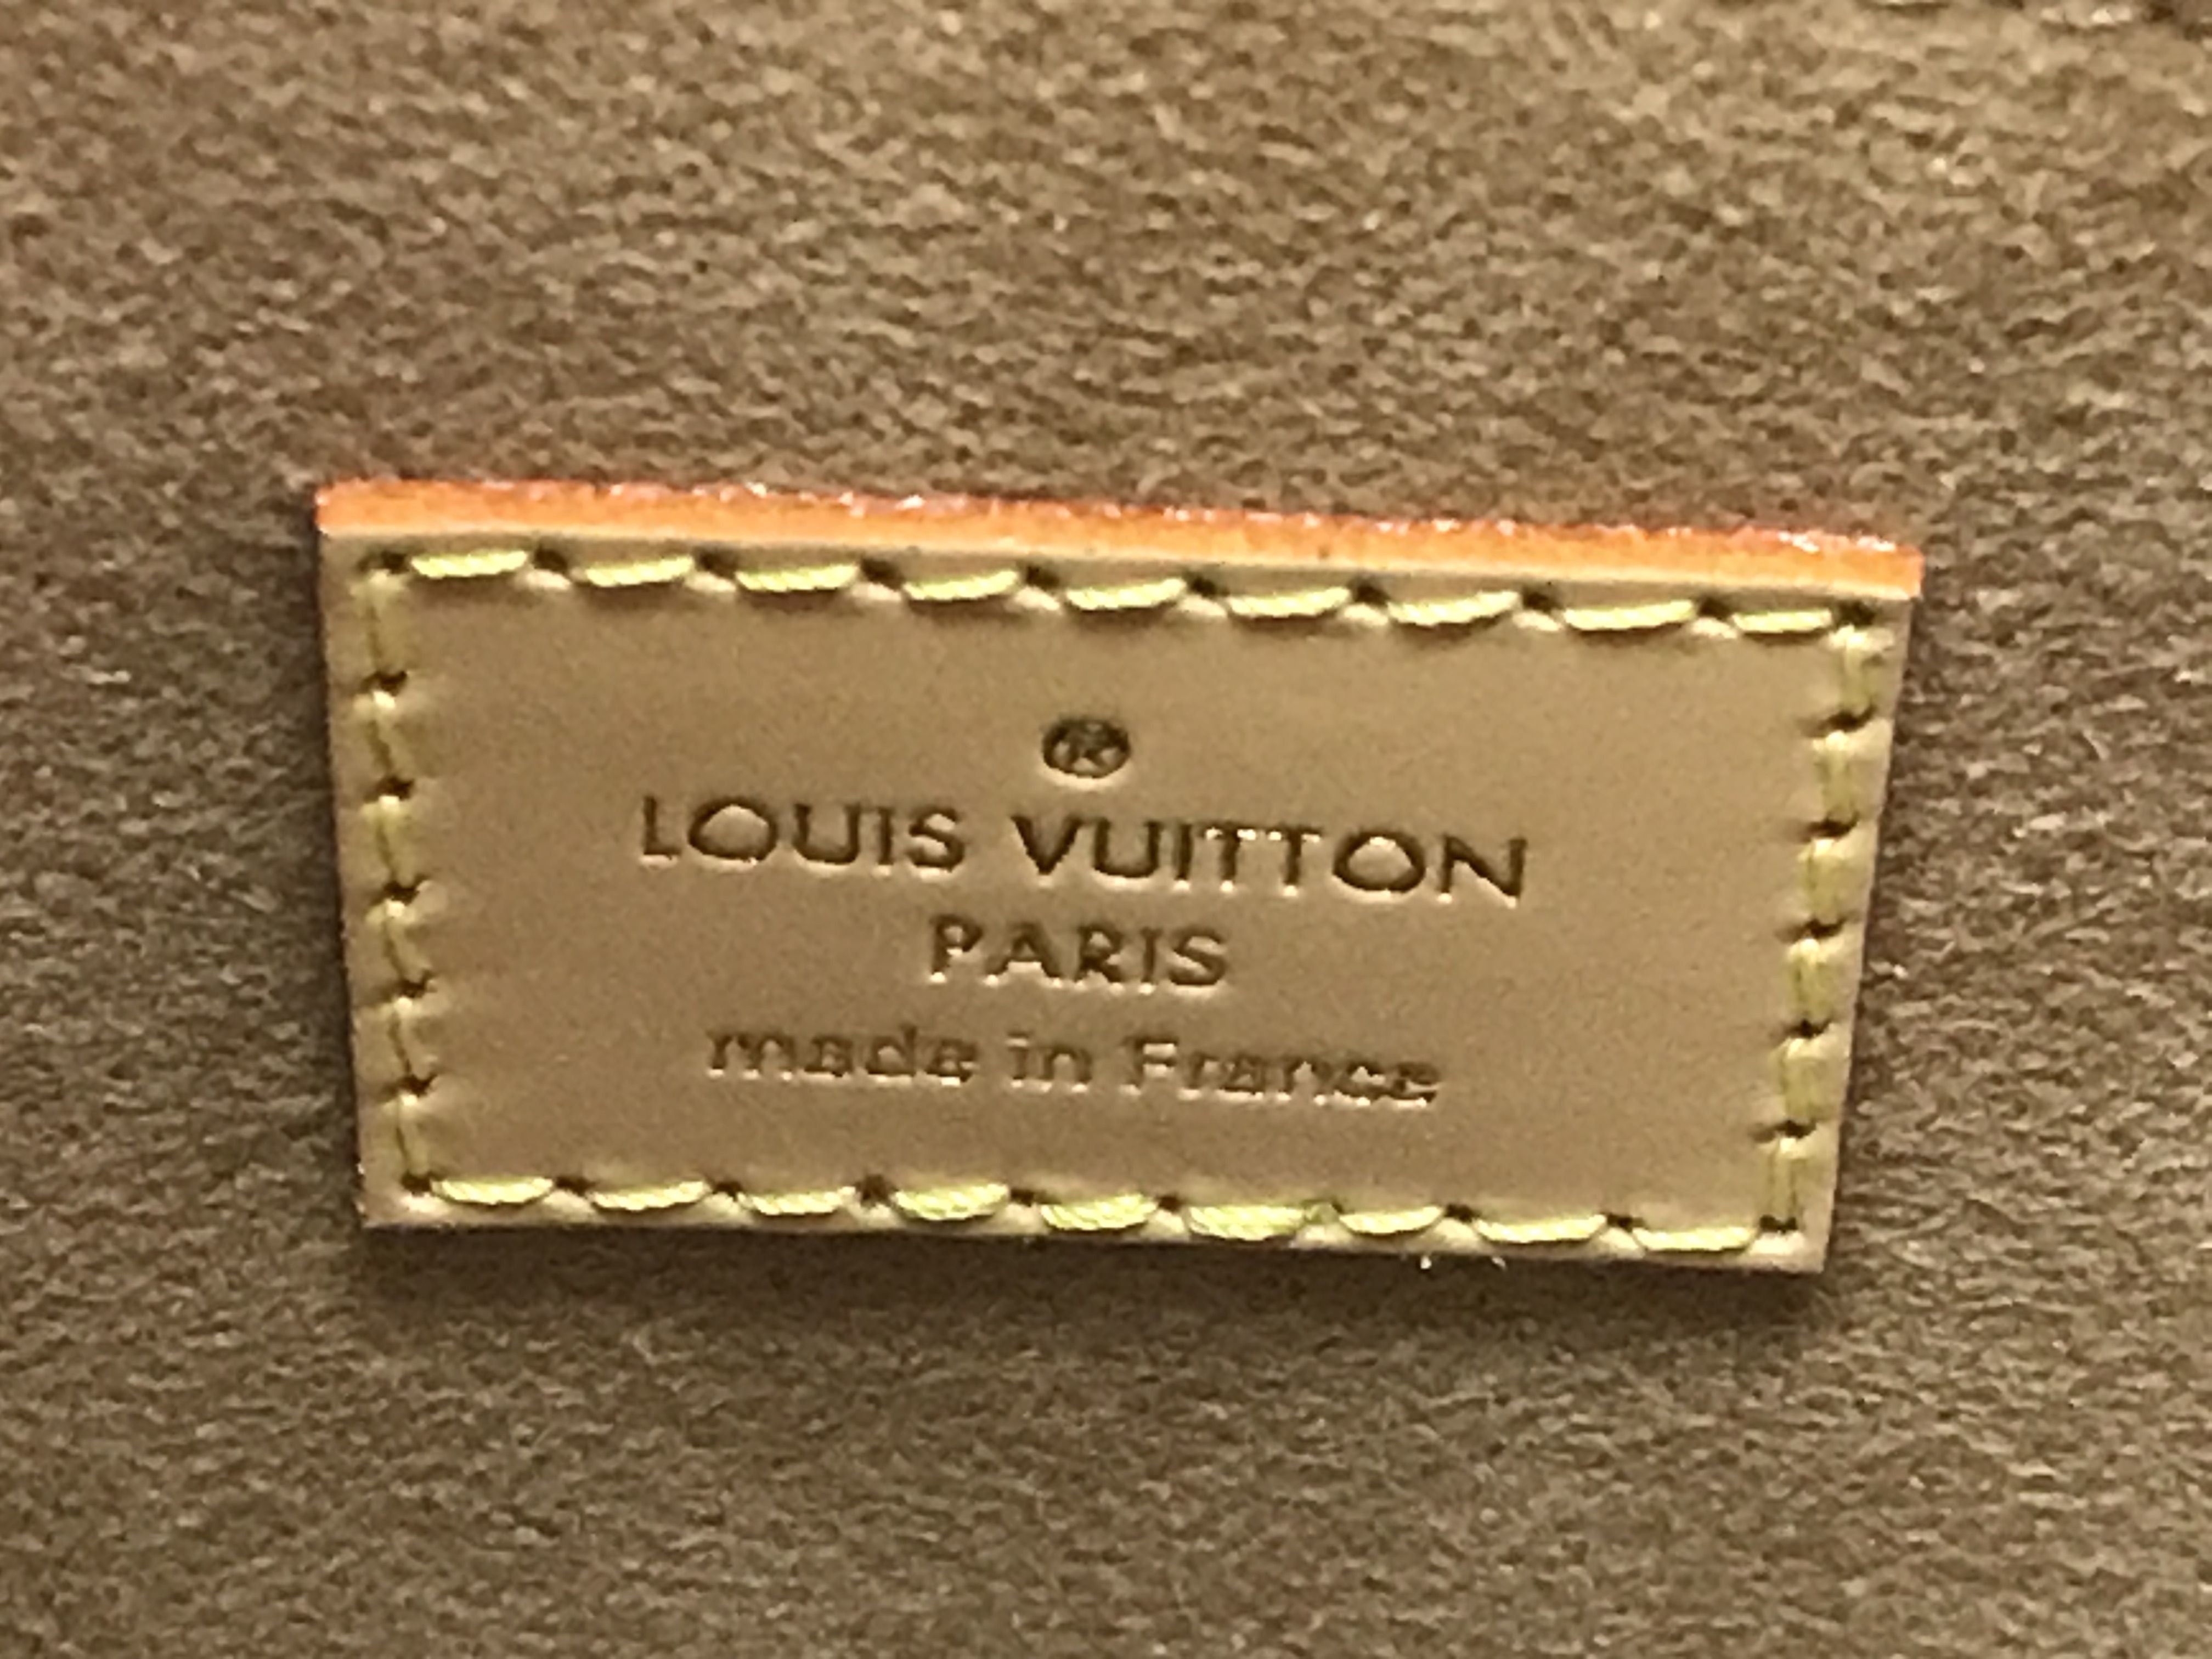 ®
LOUIS VUITTON
PARIS
made in France